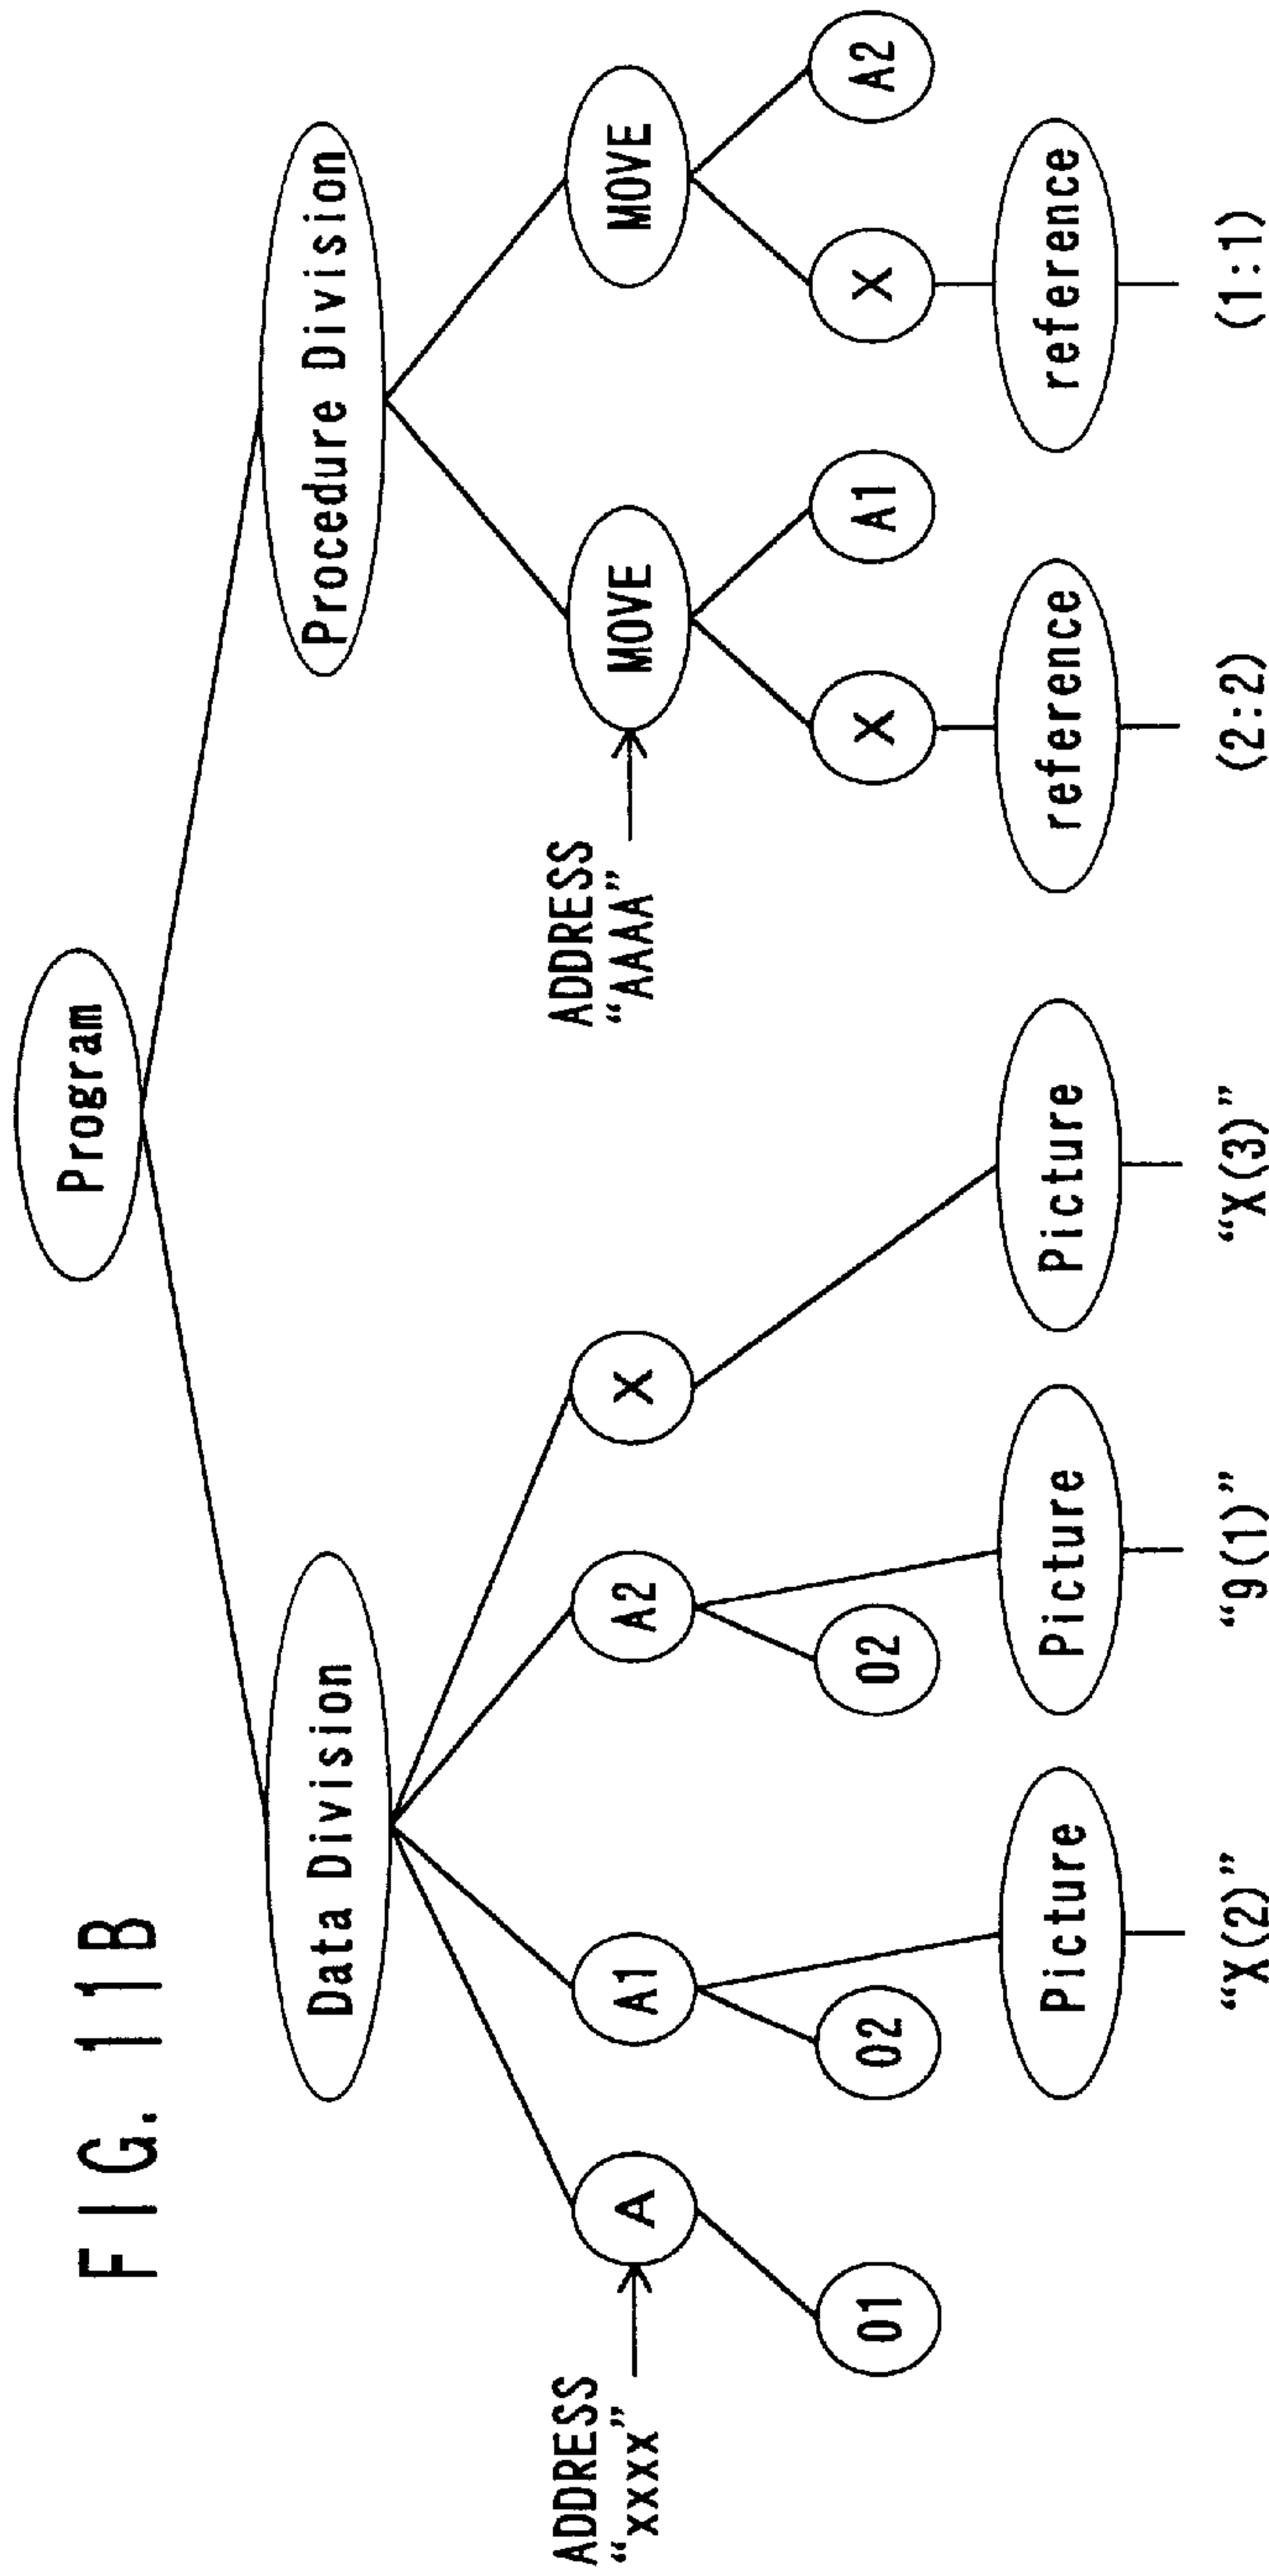 FIG. 11B
Program
Data Division
Procedure Division
ADDRESS
“xxxx”
A
A1
A2
X
ADDRESS
“AAAA”
MOVE
MOVE
01
02
02
X
A1
X
A2
Picture
Picture
Picture
reference
reference
“X(2)”
“9(1)”
“X(3)”
(2:2)
(1:1)